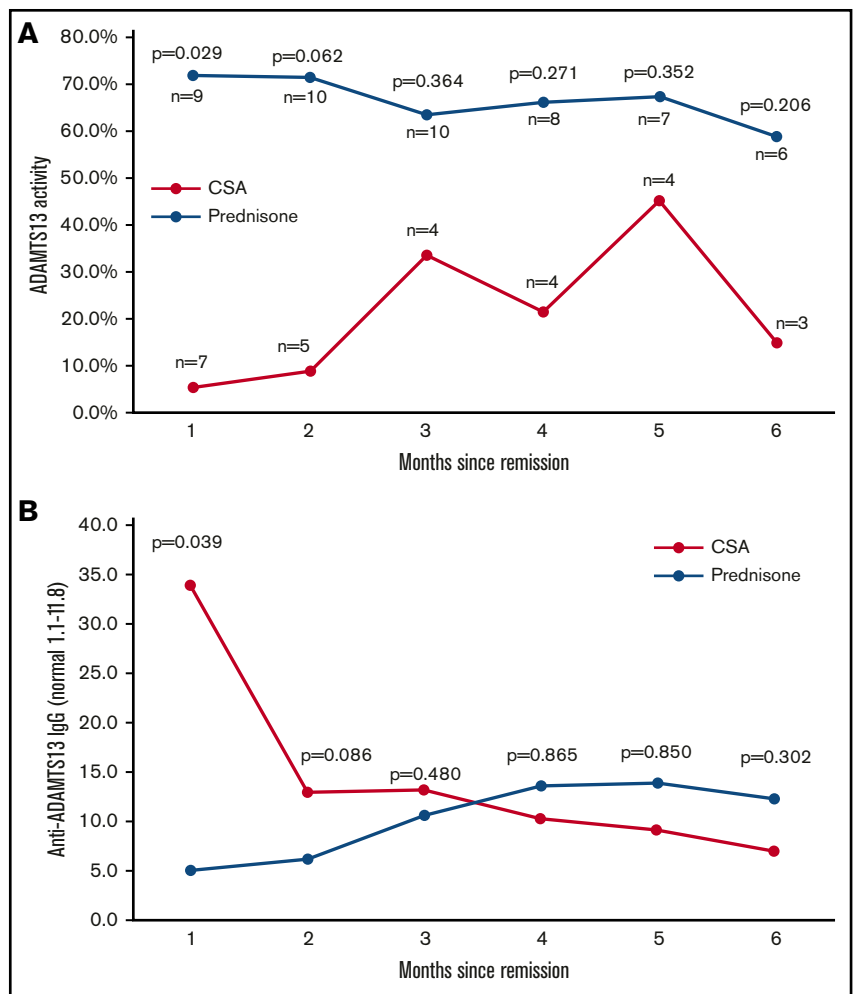 A
80.0%
70.0%
60.0%
50.0%
40.0%
30.0%
20.0%
10.0%
0.0%
ADAMTS13 activity
p=0.029
p=0.062
p=0.364
p=0.271
p=0.352
p=0.206
n=9
n=10
n=10
n=8
n=7
n=6
CSA
Prednisone
n=7
n=5
n=4
n=4
n=4
n=3
1 2 3 4 5 6
Months since remission
B
40.0
35.0
30.0
25.0
20.0
15.0
10.0
5.0
0.0
Anti-ADAMTS13 IgG (normal 1.1-11.8)
p=0.039
p=0.086
p=0.480
p=0.865
p=0.850
p=0.302
CSA
Prednisone
1 2 3 4 5 6
Months since remission